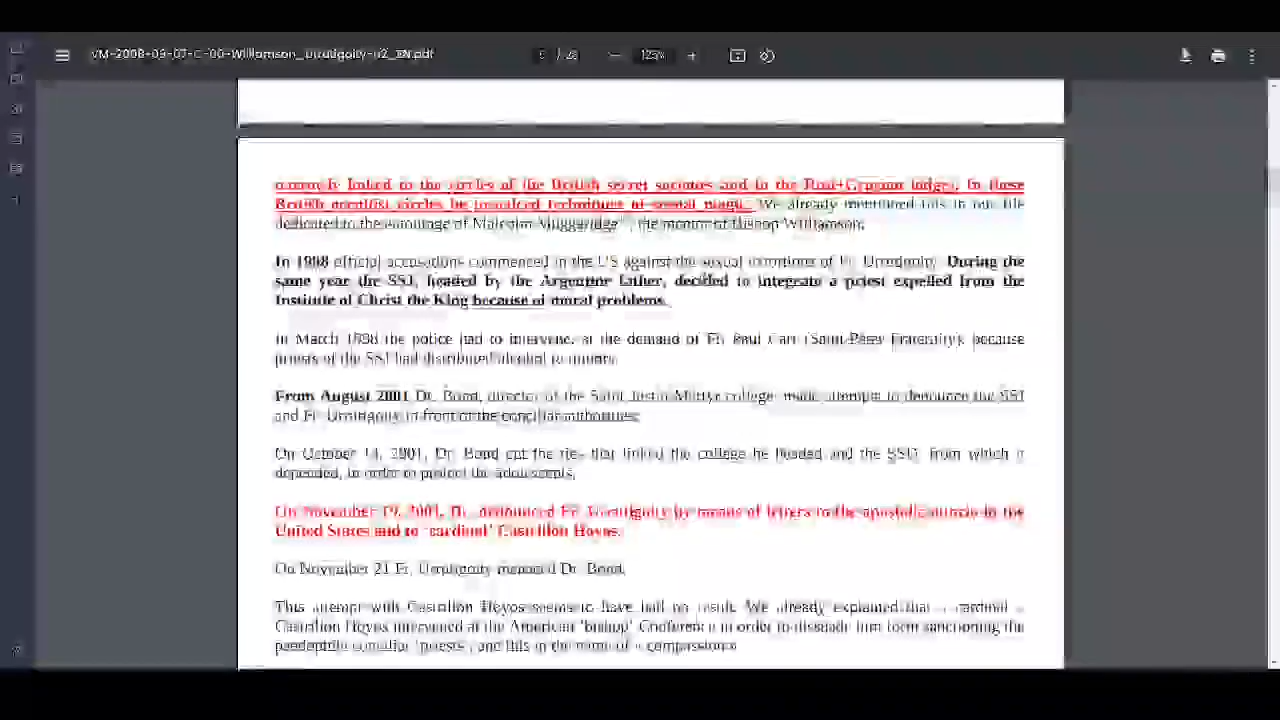 VM-2008-09-07-C-00-Williamson_Urrutigoity-v2_EN.pdf
125%
currently linked to the circles of the British secret societies and to the lodges. In those
British occultist circles he practiced techniques of sexual magic. We already mentioned this in our file
dedicated to the entourage of Malcolm Muggeridge, the mentor of Bishop Williamson.
In 1998 official accusations commenced in the US against the sexual of Fr. Urrutigoity. During the
same year the SSJ, headed by the Argentine father, decided to integrate a priest expelled from the
Institute of Christ the King because of moral problems.
In March the police had to intervene, at the demand of Fr. Paul Carr (Saint-Peter Fraternity), because
priests of the SSJ had distributed alcohol to minors.
From August 2001 Dr. Bond, director of the Saint Justin Martyr college, made attempts to denounce the SSJ
and Fr. Urrutigoity in front of the conciliar authorities.
On October 14, 2001, Dr. Bond cut the ties that linked the college he headed and the SSJ, from which it
depended, in order to protect the adolescents.
On November 19, 2001, Dr. denounced Fr. Urrutigoity by means of letters to the apostolic nuncio in the
United States and to 'cardinal' Castrillon Hoyos.
On November 21 Fr. Urrutigoity menaced Dr. Bond.
This attempt with Castrillon Hoyos seems to have had no result. We already explained that cardinal
Castrillon Hoyos intervened at the American 'bishop' Conference in order to dissuade him form sanctioning the
paedophile conciliar 'priests', and this in the name of compassion